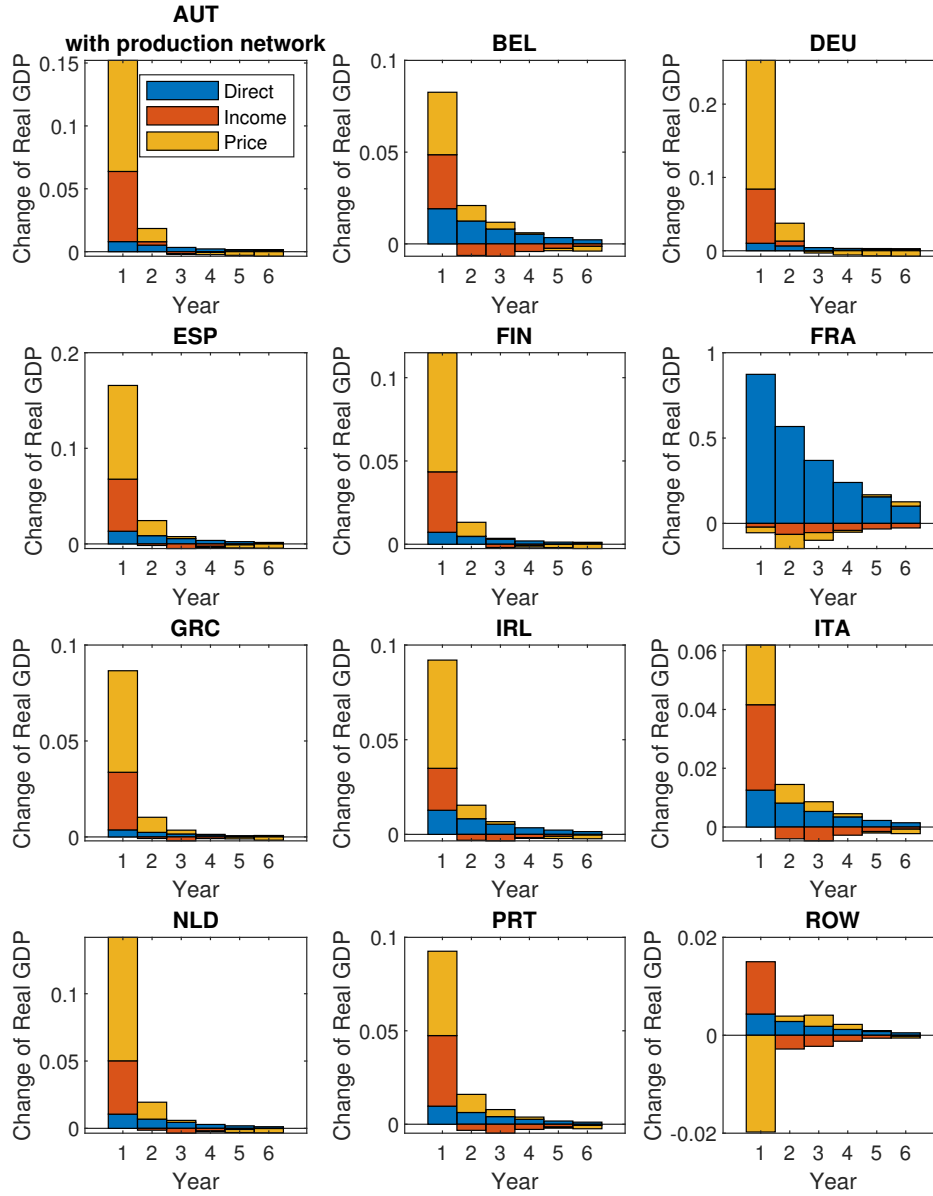 AUT
with production network
BEL
DEU
Change of Real GDP
0.15
0.1
0.05
0
Direct
Income
Price
1 2 3 4 5 6
Year
Change of Real GDP
0.1
0.05
0
1 2 3 4 5 6
Year
Change of Real GDP
0.2
0.1
0
1 2 3 4 5 6
Year
ESP
FIN
FRA
Change of Real GDP
0.2
0.1
0
1 2 3 4 5 6
Year
Change of Real GDP
0.1
0.05
0
1 2 3 4 5 6
Year
Change of Real GDP
1
0.5
0
1 2 3 4 5 6
Year
GRC
IRL
ITA
Change of Real GDP
0.1
0.05
0
1 2 3 4 5 6
Year
Change of Real GDP
0.1
0.05
0
1 2 3 4 5 6
Year
Change of Real GDP
0.06
0.04
0.02
0
1 2 3 4 5 6
Year
NLD
PRT
ROW
Change of Real GDP
0.1
0.05
0
1 2 3 4 5 6
Year
Change of Real GDP
0.1
0.05
0
1 2 3 4 5 6
Year
Change of Real GDP
0.02
0
-0.02
1 2 3 4 5 6
Year